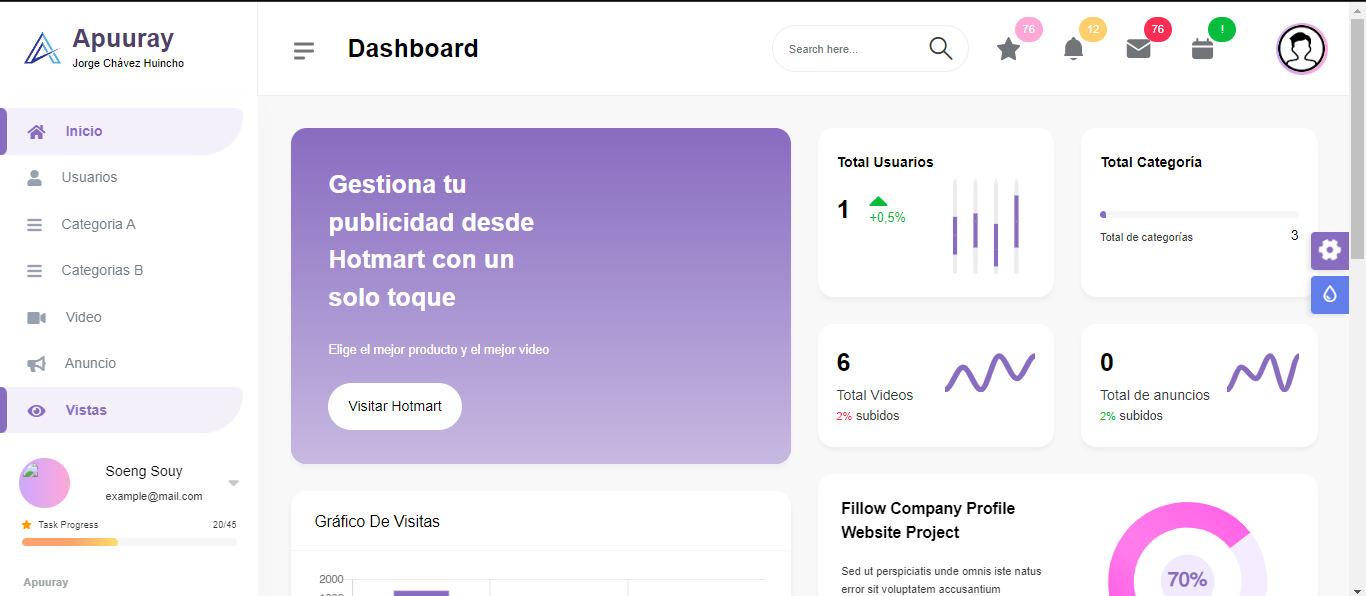 Apuuray
Jorge Chávez Huincho
Dashboard
Search here...
76
12
76
!
Inicio
Usuarios
Categoria A
Categorias B
Video
Anuncio
Vistas
Soeng Souy
example@mail.com
Task Progress
20/45
Apuuray
Gestiona tu
publicidad desde
Hotmart con un
solo toque
Elige el mejor producto y el mejor video
Visitar Hotmart
Total Usuarios
1
+0,5%
Total Categoría
Total de categorías
3
6
Total Videos
2% subidos
0
Total de anuncios
2% subidos
Gráfico De Visitas
2000
Fillow Company Profile
Website Project
Sed ut perspiciatis unde omnis iste natus
error sit voluptatem accusantium
70%